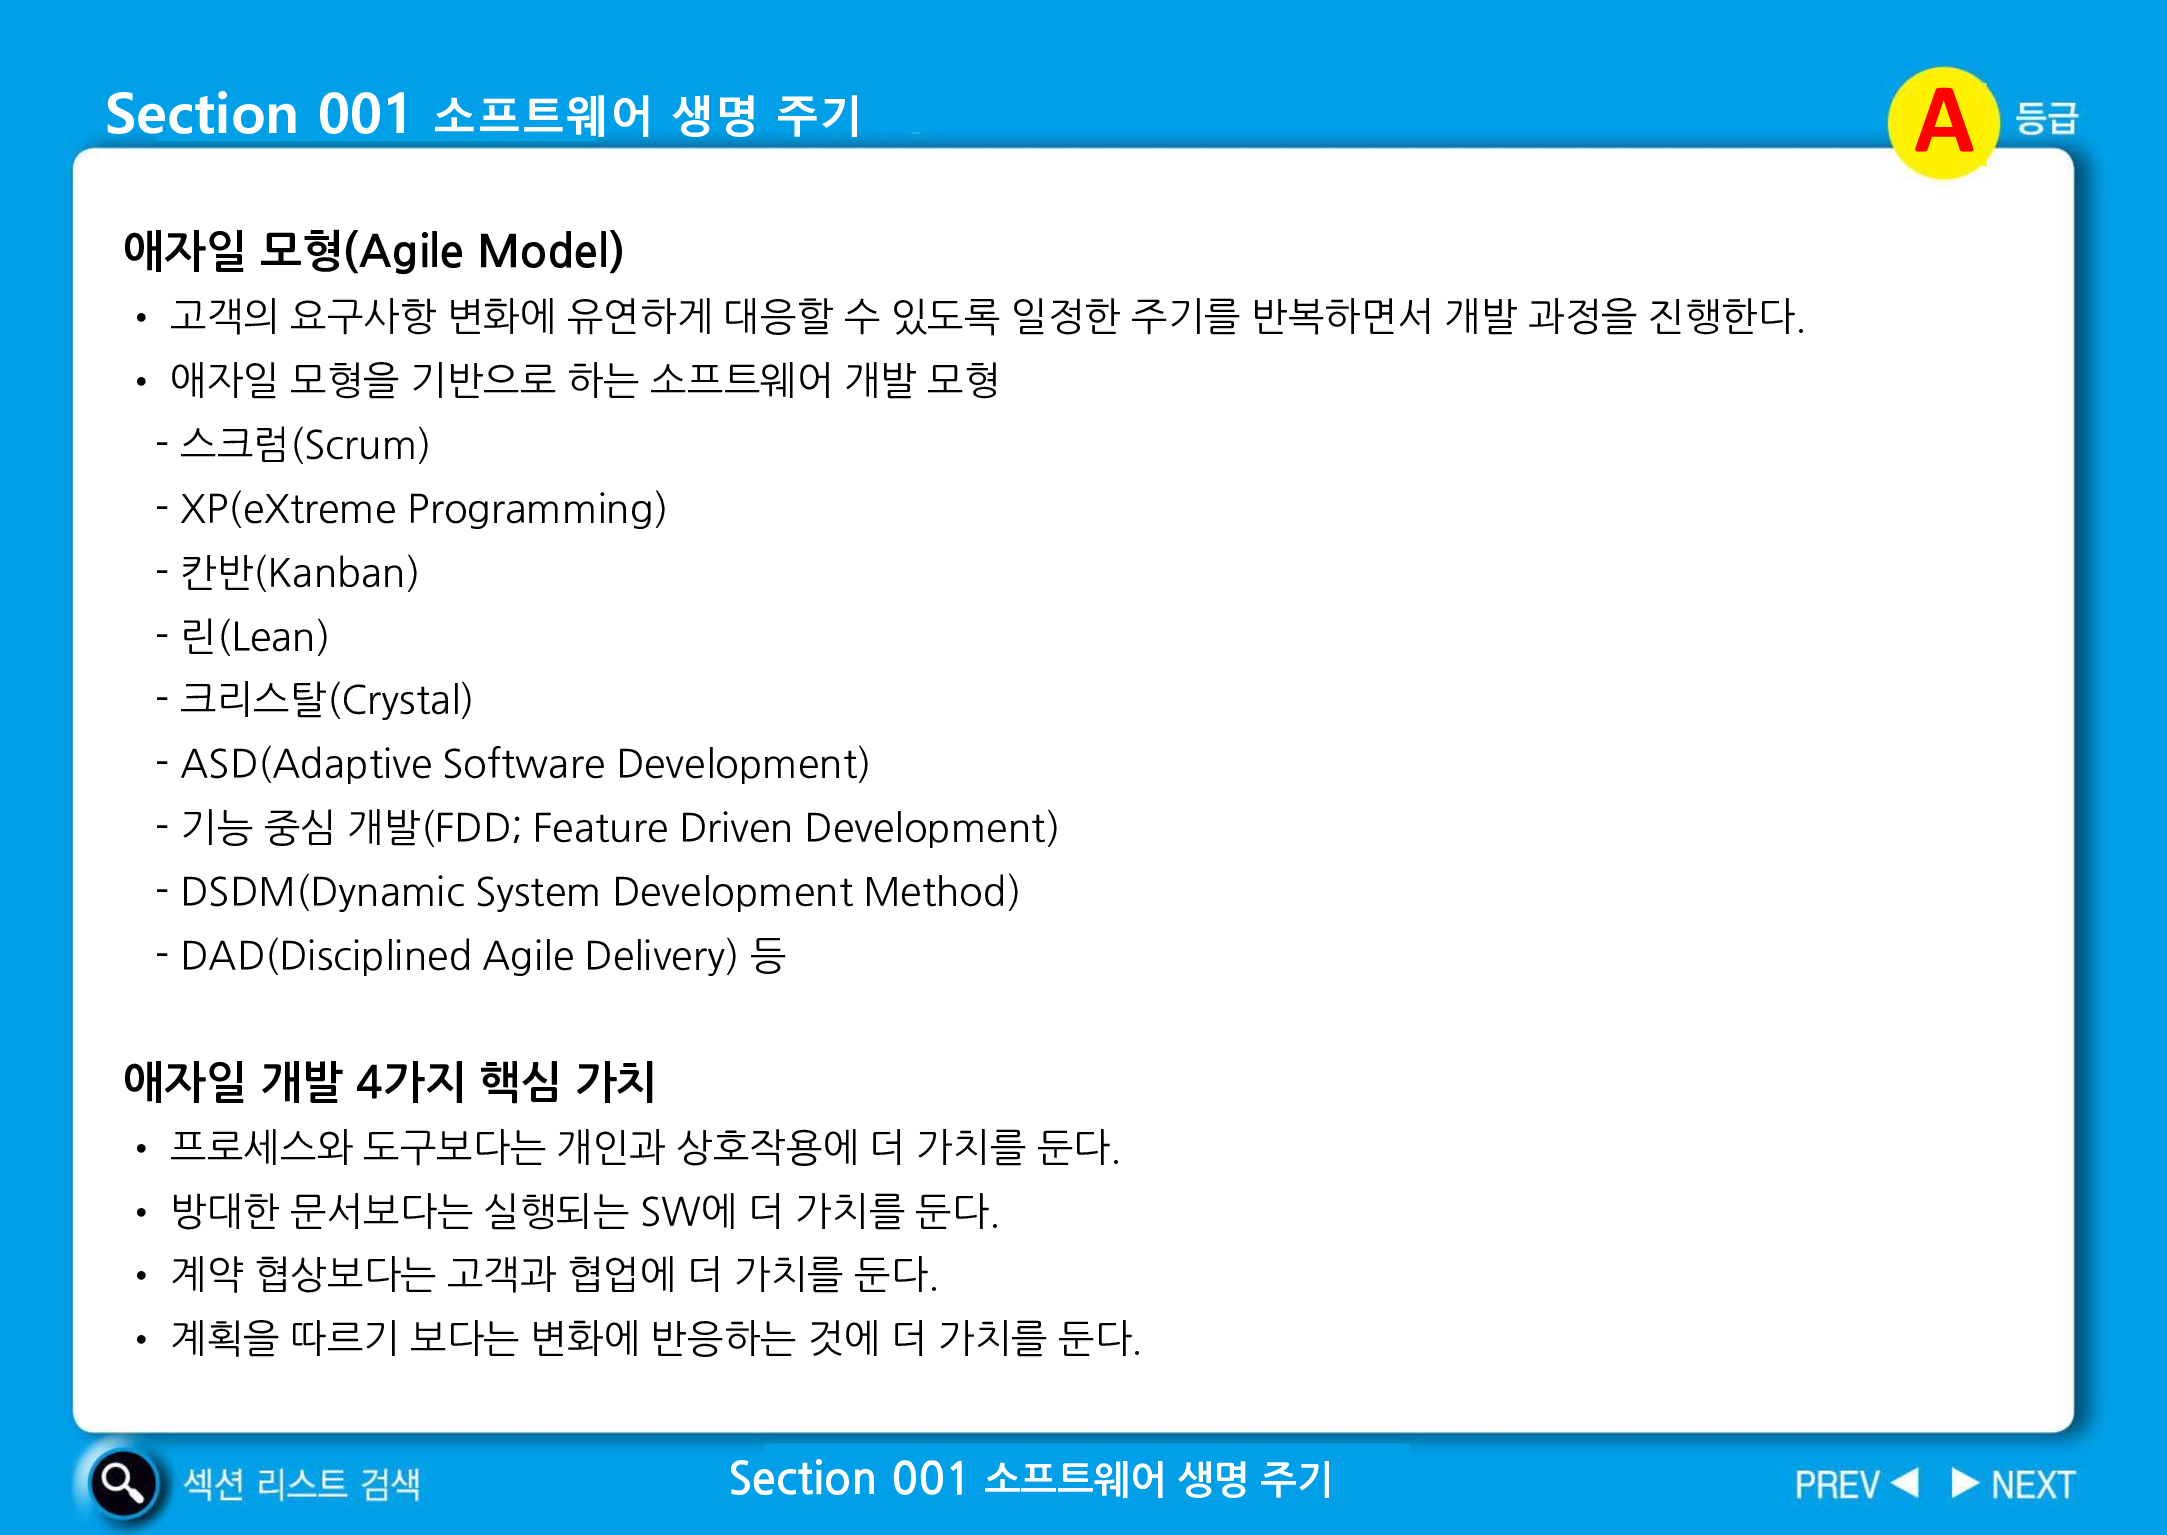 Section 001 소프트웨어 생명 주기
A 등급
애자일 모형(Agile Model)
• 고객의 요구사항 변화에 유연하게 대응할 수 있도록 일정한 주기를 반복하면서 개발 과정을 진행한다.
• 애자일 모형을 기반으로 하는 소프트웨어 개발 모형
- 스크럼(Scrum)
- XP(eXtreme Programming)
- 칸반(Kanban)
- 린(Lean)
- 크리스탈(Crystal)
- ASD(Adaptive Software Development)
- 기능 중심 개발(FDD; Feature Driven Development)
- DSDM(Dynamic System Development Method)
- DAD(Disciplined Agile Delivery) 등
애자일 개발 4가지 핵심 가치
• 프로세스와 도구보다는 개인과 상호작용에 더 가치를 둔다.
• 방대한 문서보다는 실행되는 SW에 더 가치를 둔다.
• 계약 협상보다는 고객과 협업에 더 가치를 둔다.
• 계획을 따르기 보다는 변화에 반응하는 것에 더 가치를 둔다.
섹션 리스트 검색
Section 001 소프트웨어 생명 주기
PREV ◀ ▶ NEXT